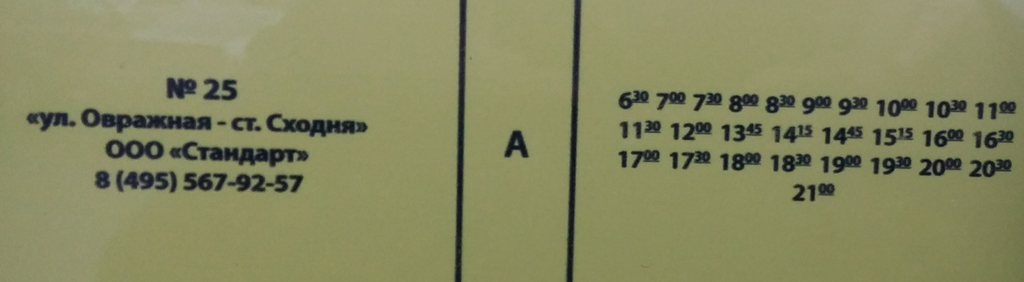 № 25
«ул. Овражная - ст. Сходня»
ООО «Стандарт»
8 (495) 567-92-57
А
6³⁰ 7⁰⁰ 7³⁰ 8⁰⁰ 8³⁰ 9⁰⁰ 9³⁰ 10⁰⁰ 10³⁰ 11⁰⁰
11³⁰ 12⁰⁰ 13⁴⁵ 14¹⁵ 14⁴⁵ 15¹⁵ 16⁰⁰ 16³⁰
17⁰⁰ 17³⁰ 18⁰⁰ 18³⁰ 19⁰⁰ 19³⁰ 20⁰⁰ 20³⁰
21⁰⁰